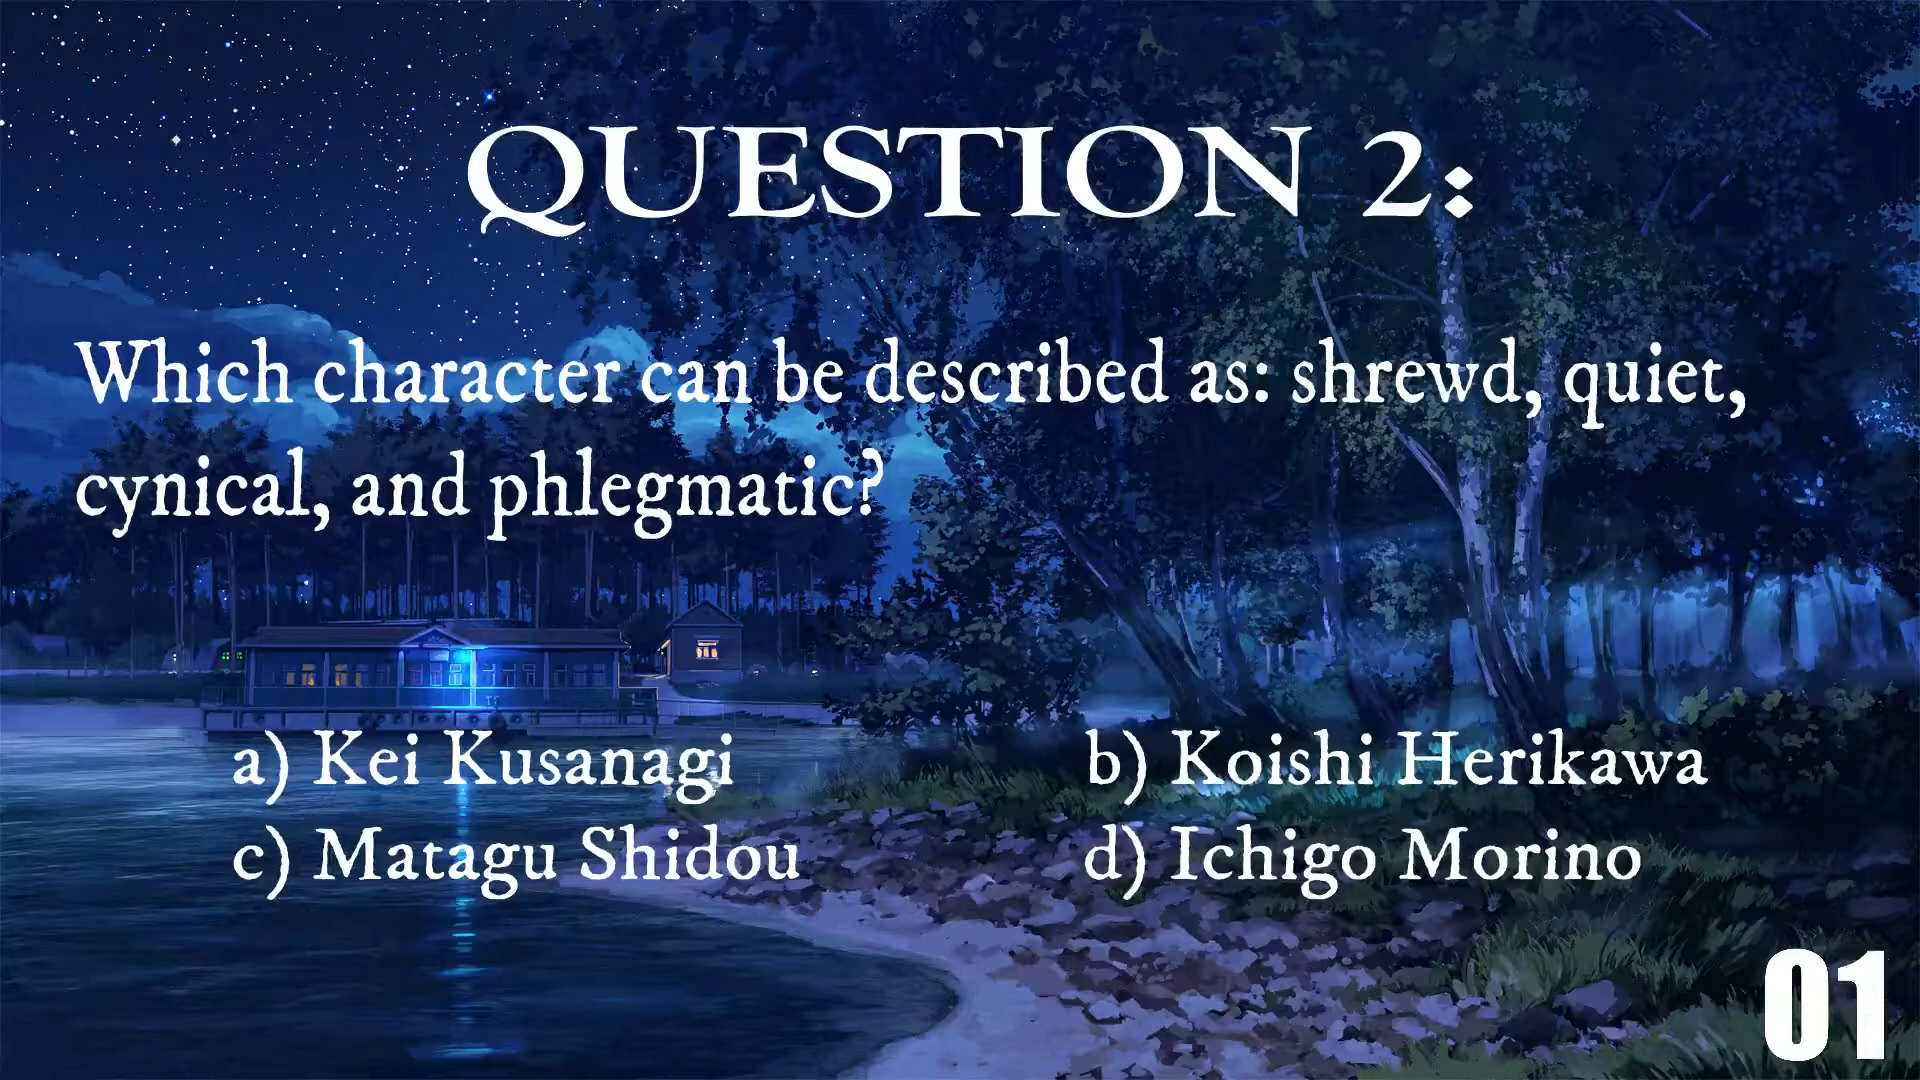 QUESTION 2:
Which character can be described as: shrewd, quiet,
cynical, and phlegmatic?
a) Kei Kusanagi
b) Koishi Herikawa
c) Matagu Shidou
d) Ichigo Morino
01